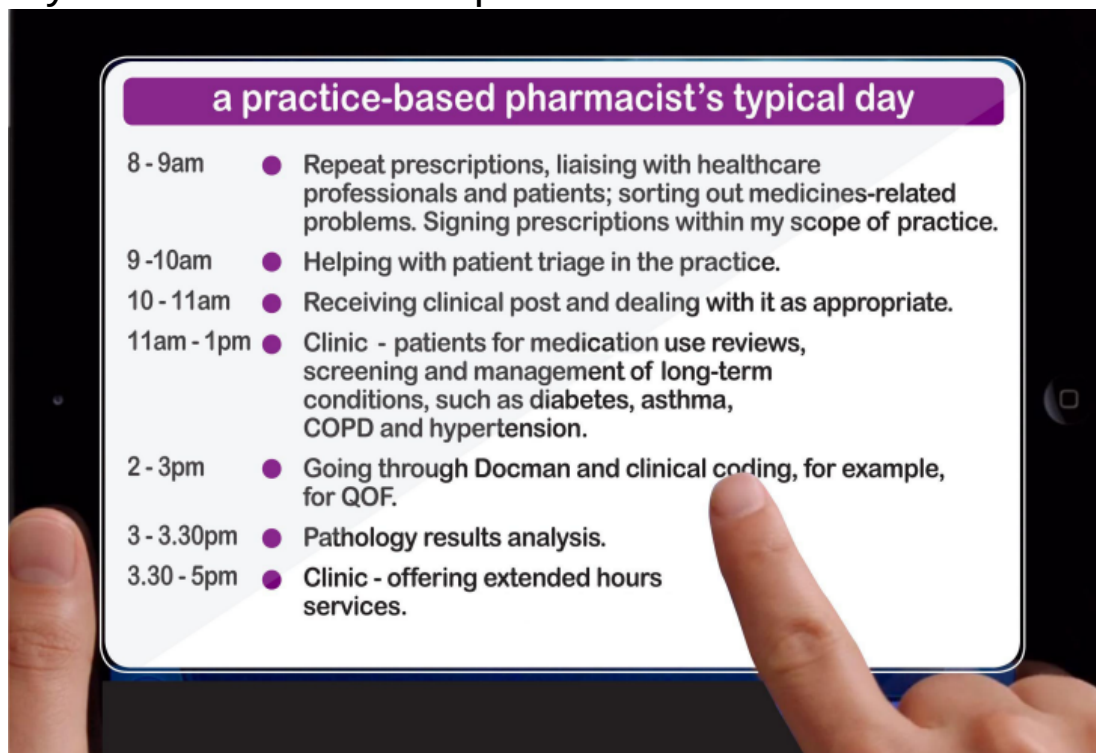 a practice-based pharmacist's typical day
8 - 9am Repeat prescriptions, liaising with healthcare
professionals and patients; sorting out medicines-related
problems. Signing prescriptions within my scope of practice.
9 -10am Helping with patient triage in the practice.
10 - 11am Receiving clinical post and dealing with it as appropriate.
11am - 1pm Clinic - patients for medication use reviews,
screening and management of long-term
conditions, such as diabetes, asthma,
COPD and hypertension.
2 - 3pm Going through Docman and clinical coding, for example,
for QOF.
3 - 3.30pm Pathology results analysis.
3.30 - 5pm Clinic - offering extended hours
services.